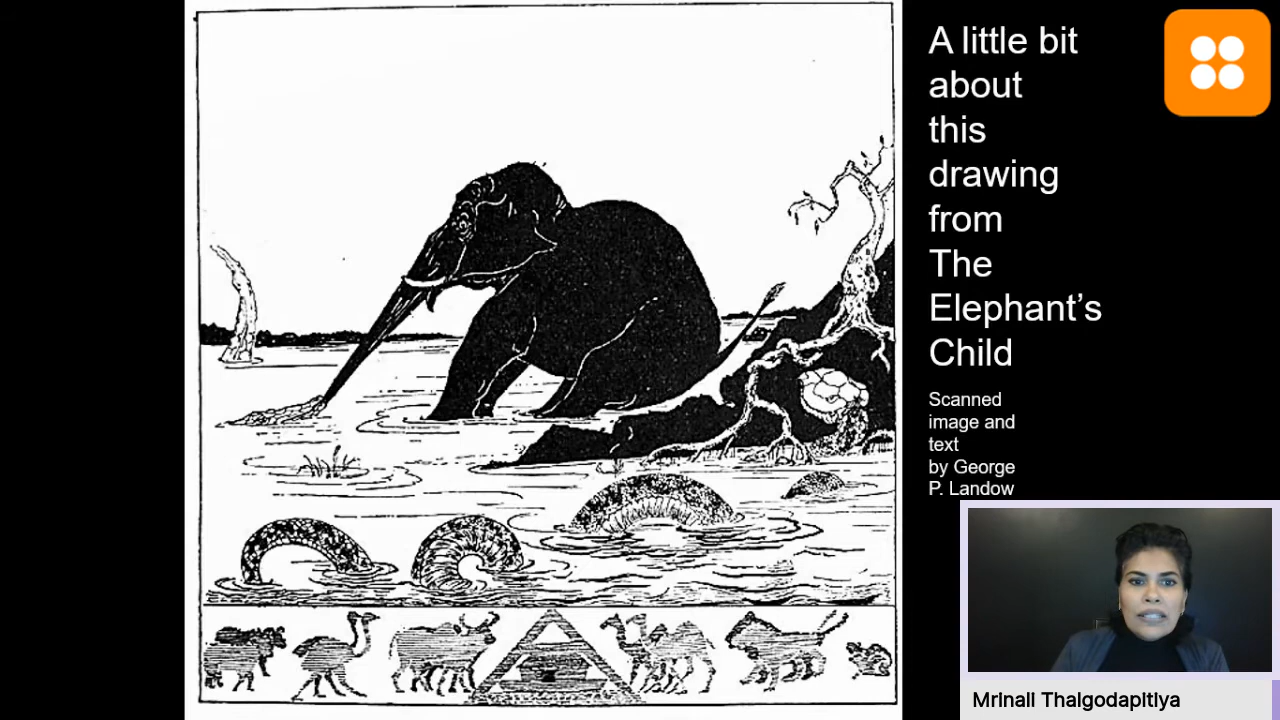 A little bit
about
this
drawing
from
The
Elephant’s
Child
Scanned
image and
text
by George
P. Landow
Mrinali Thalgodapitiya